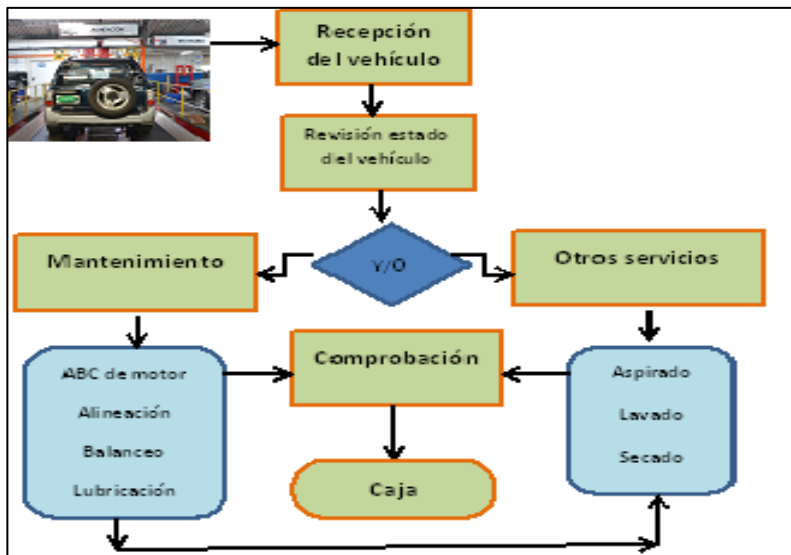 Recepción
del vehículo
Revisión estado
del vehículo
Y/O
Mantenimiento
Otros servicios
ABC de motor
Alineación
Balanceo
Lubricación
Comprobación
Aspirado
Lavado
Secado
Caja